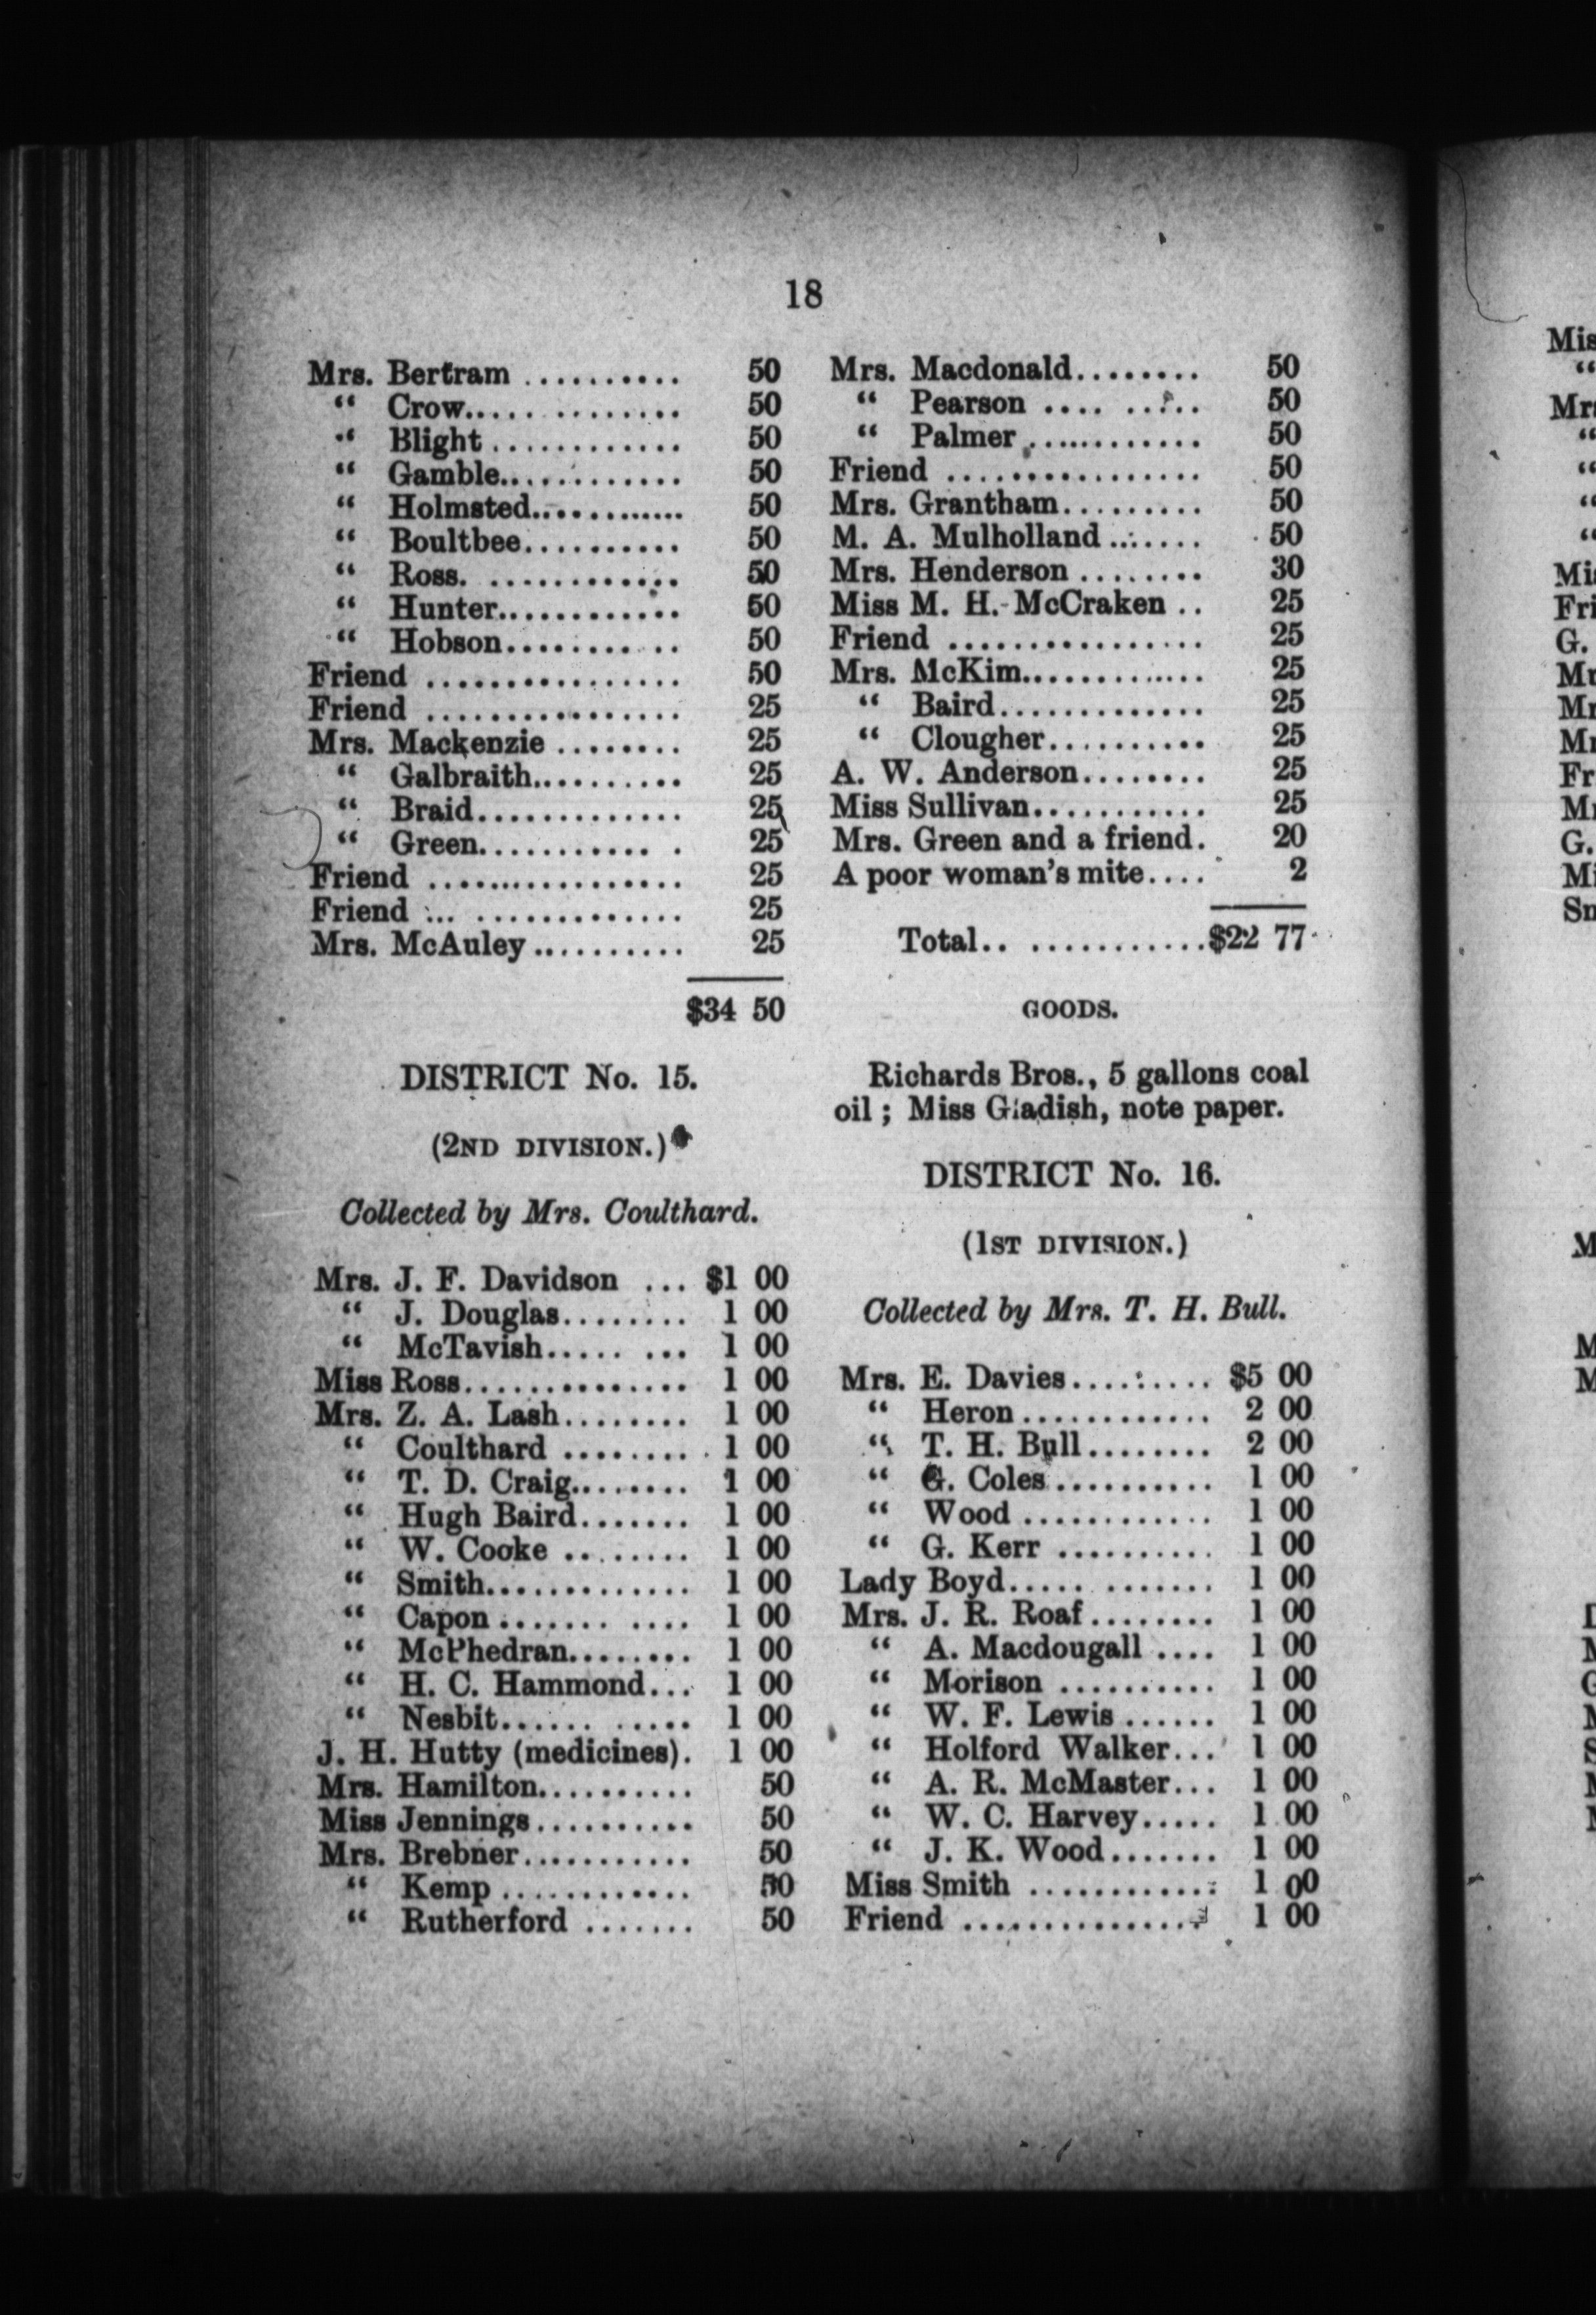 18
Mrs. Bertram .......... 50
“ Crow.............. 50
“ Blight ............ 50
“ Gamble............ 50
“ Holmsted............ 50
“ Boultbee.......... 50
“ Ross. ............ 50
“ Hunter............ 50
“ Hobson........... 50
Friend ................ 50
Friend ................ 25
Mrs. Mackenzie ........ 25
“ Galbraith.......... 25
“ Braid............. 25
“ Green............ 25
Friend ................ 25
Friend ................ 25
Mrs. McAuley .......... 25
$34 50
DISTRICT No. 15.
(2ND DIVISION.)
Collected by Mrs. Coulthard.
Mrs. J. F. Davidson ... $1 00
“ J. Douglas........ 1 00
“ McTavish..... ... 1 00
Miss Ross............... 1 00
Mrs. Z. A. Lash........ 1 00
“ Coulthard ......... 1 00
“ T. D. Craig........ 1 00
“ Hugh Baird....... 1 00
“ W. Cooke ........ 1 00
“ Smith............. 1 00
“ Capon ....... .... 1 00
“ McPhedran........ 1 00
“ H. C. Hammond... 1 00
“ Nesbit...... ..... 1 00
J. H. Hutty (medicines). 1 00
Mrs. Hamilton.......... 50
Miss Jennings.......... 50
Mrs. Brebner........... 50
“ Kemp ............ 50
“ Rutherford ....... 50
Mrs. Macdonald........ 50
“ Pearson .... ..... 50
“ Palmer ............ 50
Friend ................ 50
Mrs. Grantham......... 50
M. A. Mulholland ....... 50
Mrs. Henderson ........ 30
Miss M. H. McCraken .. 25
Friend ................ 25
Mrs. McKim............ 25
“ Baird............. 25
“ Clougher.......... 25
A. W. Anderson........ 25
Miss Sullivan........... 25
Mrs. Green and a friend. 20
A poor woman's mite.... 2
Total.. ............$22 77
GOODS.
Richards Bros., 5 gallons coal
oil ; Miss Gladish, note paper.
DISTRICT No. 16.
(1ST DIVISION.)
Collected by Mrs. T. H. Bull.
Mrs. E. Davies......... $5 00
“ Heron............ 2 00
“ T. H. Bull........ 2 00
“ G. Coles .......... 1 00
“ Wood ............ 1 00
“ G. Kerr .......... 1 00
Lady Boyd..... ....... 1 00
Mrs. J. R. Roaf........ 1 00
“ A. Macdougall .... 1 00
“ Morison .......... 1 00
“ W. F. Lewis ...... 1 00
“ Holford Walker... 1 00
“ A. R. McMaster... 1 00
“ W. C. Harvey..... 1 00
“ J. K. Wood....... 1 00
Miss Smith ............ 1 00
Friend ................ 1 00